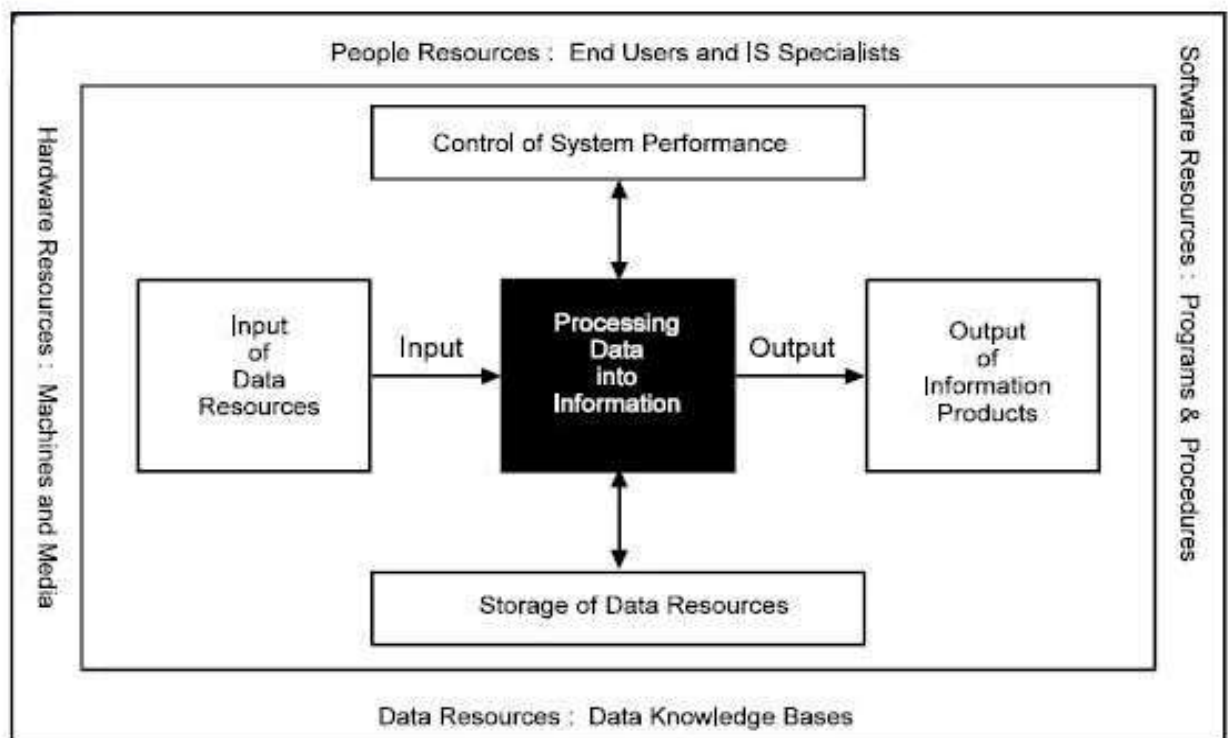 People Resources : End Users and IS Specialists
Control of System Performance
Hardware Resources : Machines and Media
Input
of
Data
Resources
Input
Processing
Data
into
Information
Output
Output
of
Information
Products
Software Resources : Programs & Procedures
Storage of Data Resources
Data Resources : Data Knowledge Bases